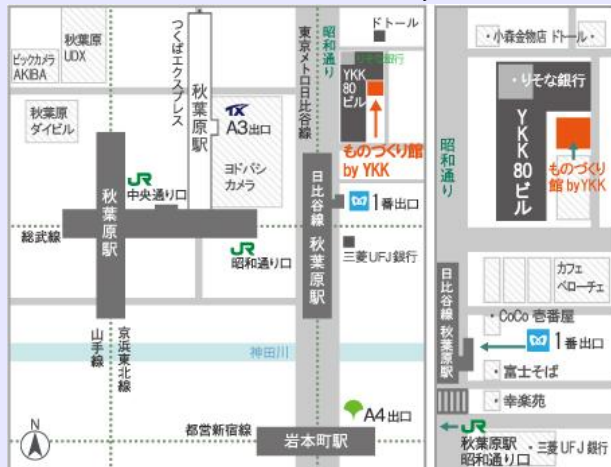 ドトール
秋葉原
UDX
ビックカメラ
AKIBA
つくばエクスプレス
秋葉原駅
東京メトロ日比谷線
昭和通り
りそな銀行
YKK
80
ビル
秋葉原
ダイビル
TX
A3出口
ヨドバシ
カメラ
ものづくり館
by YKK
JR
中央通り口
秋葉原駅
総武線
JR
昭和通り口
日比谷線 秋葉原駅
1番出口
三菱UFJ銀行
山手線
京浜東北線
神田川
A4出口
都営新宿線
岩本町駅
N
・小森金物店 ドトール・
・りそな銀行
YKK80ビル
昭和通り
ものづくり
館 by YKK
カフェ
ベローチェ
日比谷線 秋葉原駅
・CoCo 壱番屋
1番出口
・富士そば
・幸楽苑
JR
秋葉原駅
昭和通り口
・三菱UFJ銀行